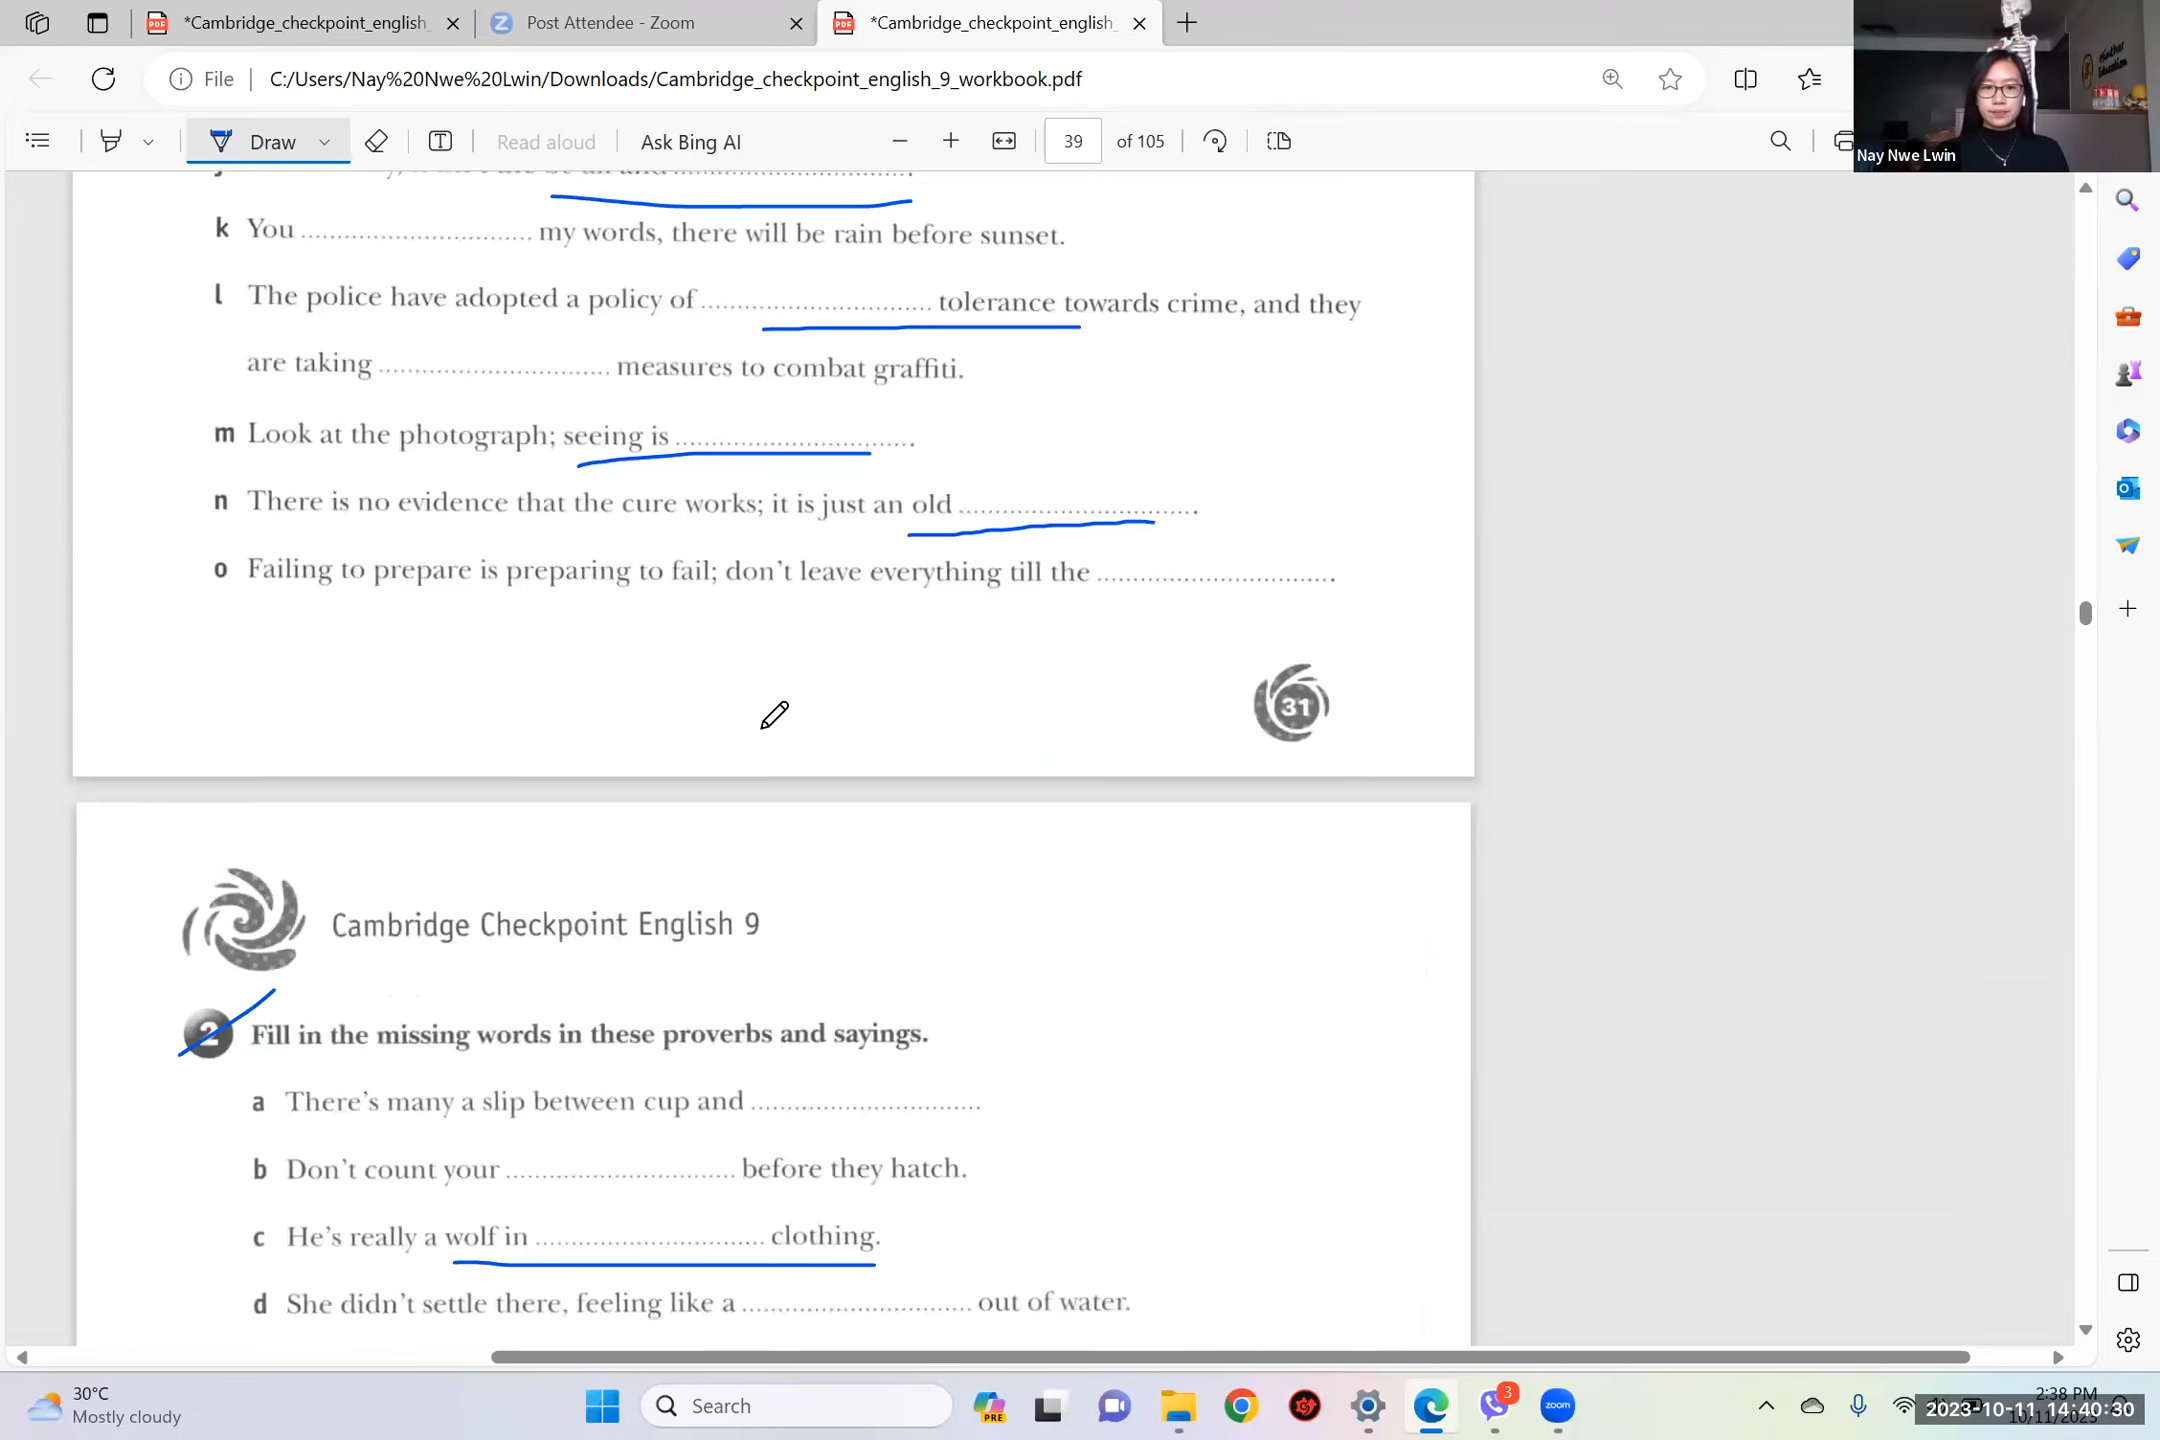 *Cambridge_checkpoint_english_
Post Attendee - Zoom
*Cambridge_checkpoint_english_
File
C:/Users/Nay%20Nwe%20Lwin/Downloads/Cambridge_checkpoint_english_9_workbook.pdf
Draw
Read aloud
Ask Bing AI
39 of 105
Nay Nwe Lwin
Minther
Education
k You .............................. my words, there will be rain before sunset.
l The police have adopted a policy of .............................. tolerance towards crime, and they
are taking .............................. measures to combat graffiti.
m Look at the photograph; seeing is .............................. .
n There is no evidence that the cure works; it is just an old .............................. .
o Failing to prepare is preparing to fail; don't leave everything till the .............................. .
31
Cambridge Checkpoint English 9
2 Fill in the missing words in these proverbs and sayings.
a There's many a slip between cup and ..............................
b Don't count your .............................. before they hatch.
c He's really a wolf in .............................. clothing.
d She didn't settle there, feeling like a .............................. out of water.
30°C
Mostly cloudy
Search
PRE
3
zoom
2:38 PM
2023-10-11 14:40:30